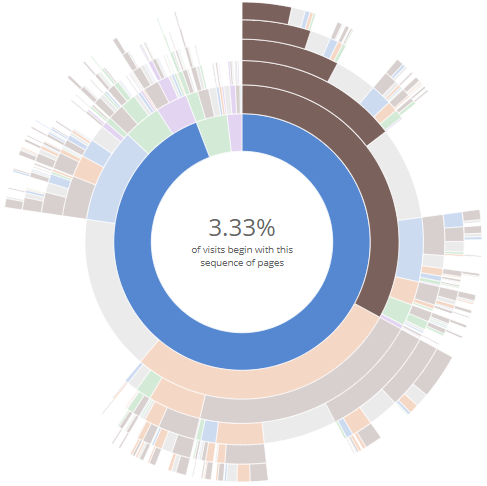 3.33%
of visits begin with this
sequence of pages